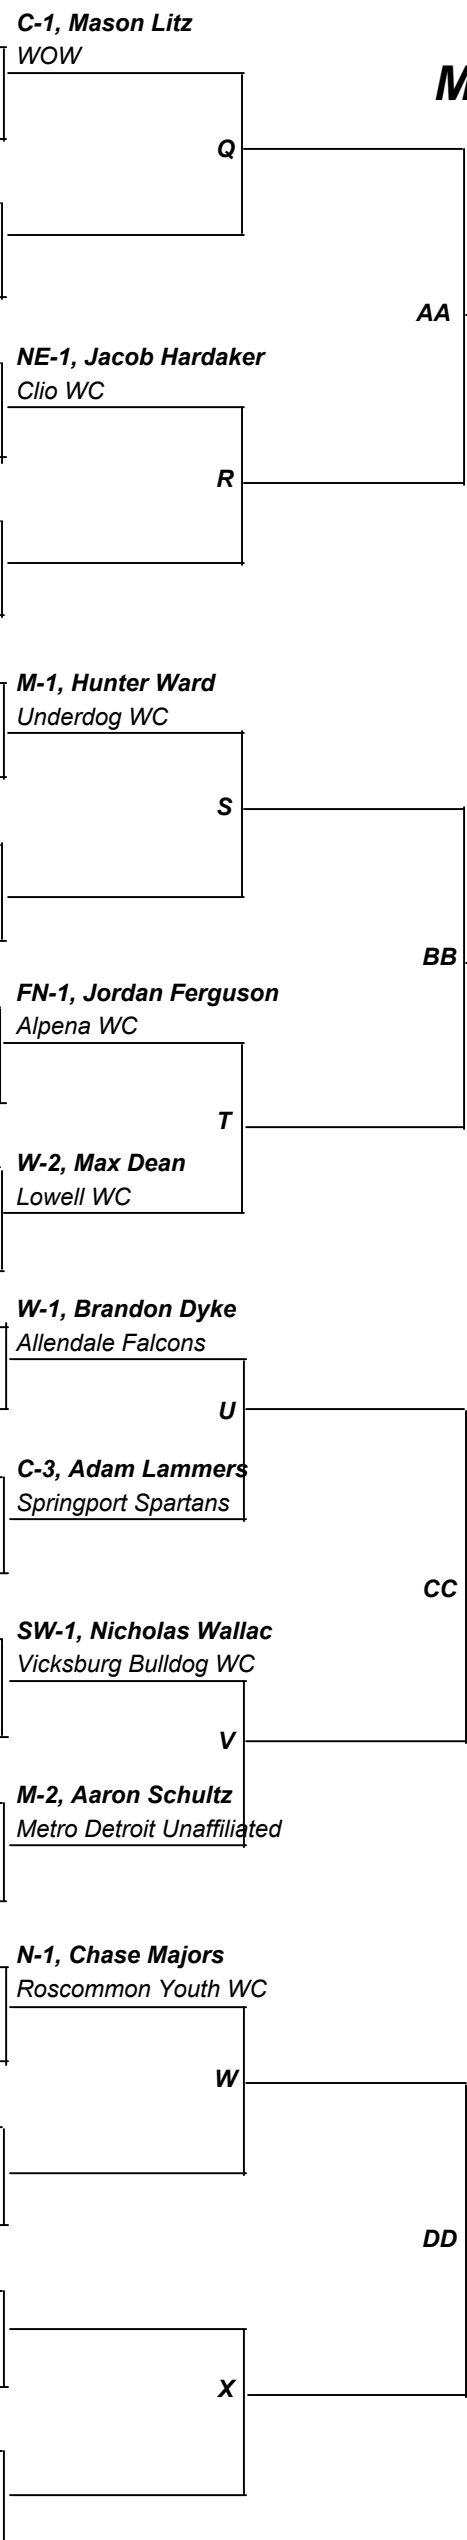 C-1, Mason Litz
WOW
M
Q
AA
NE-1, Jacob Hardaker
Clio WC
R
M-1, Hunter Ward
Underdog WC
S
BB
FN-1, Jordan Ferguson
Alpena WC
T
W-2, Max Dean
Lowell WC
W-1, Brandon Dyke
Allendale Falcons
U
C-3, Adam Lammers
Springport Spartans
CC
SW-1, Nicholas Wallac
Vicksburg Bulldog WC
V
M-2, Aaron Schultz
Metro Detroit Unaffiliated
N-1, Chase Majors
Roscommon Youth WC
W
DD
X